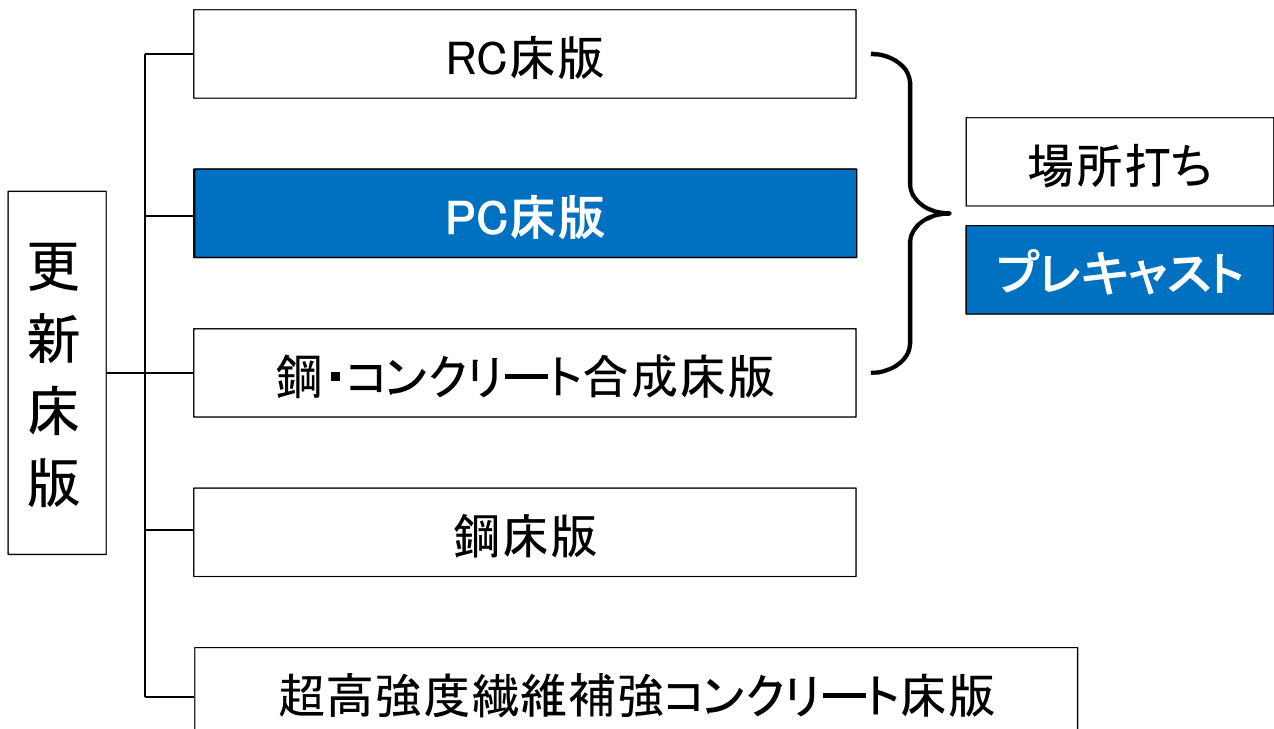 更新床版
RC床版
PC床版
鋼・コンクリート合成床版
鋼床版
超高強度繊維補強コンクリート床版
場所打ち
プレキャスト